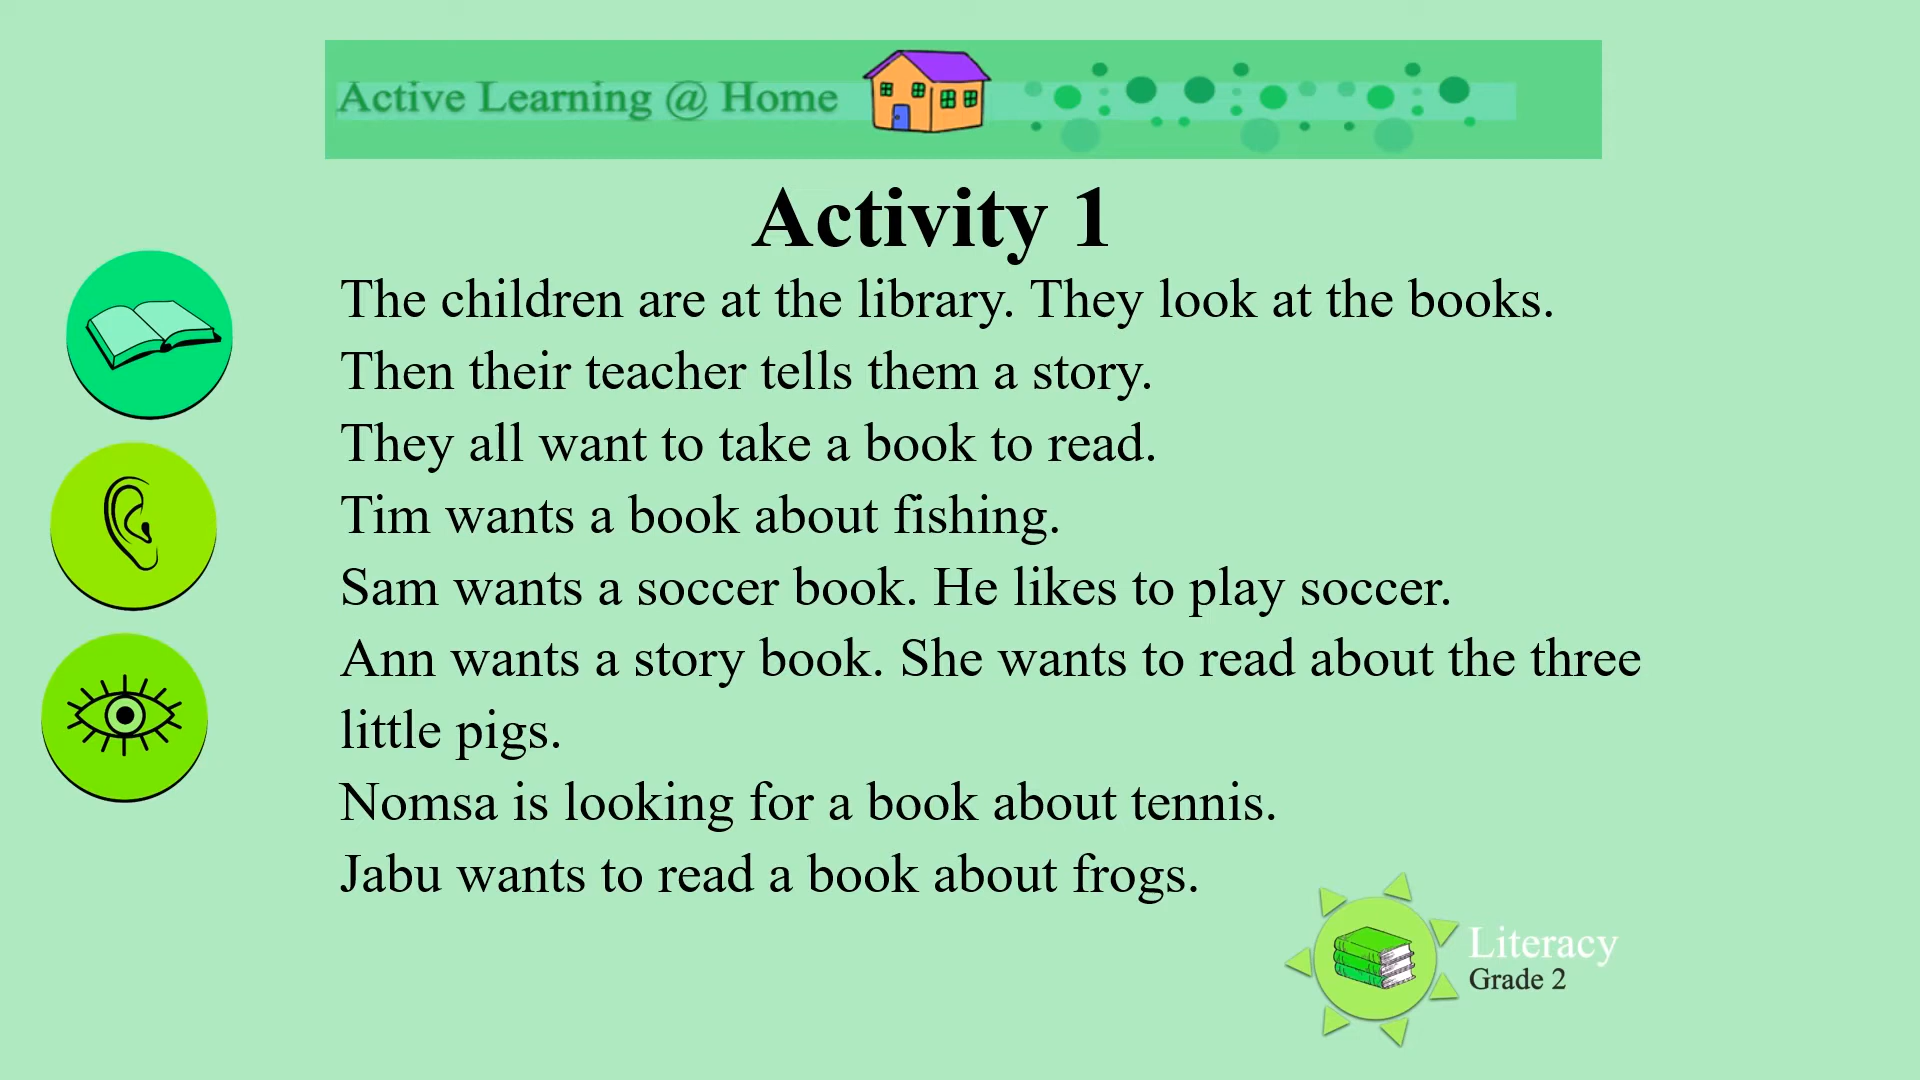 Active Learning @ Home
Activity 1
The children are at the library. They look at the books.
Then their teacher tells them a story.
They all want to take a book to read.
Tim wants a book about fishing.
Sam wants a soccer book. He likes to play soccer.
Ann wants a story book. She wants to read about the three
little pigs.
Nomsa is looking for a book about tennis.
Jabu wants to read a book about frogs.
Literacy
Grade 2